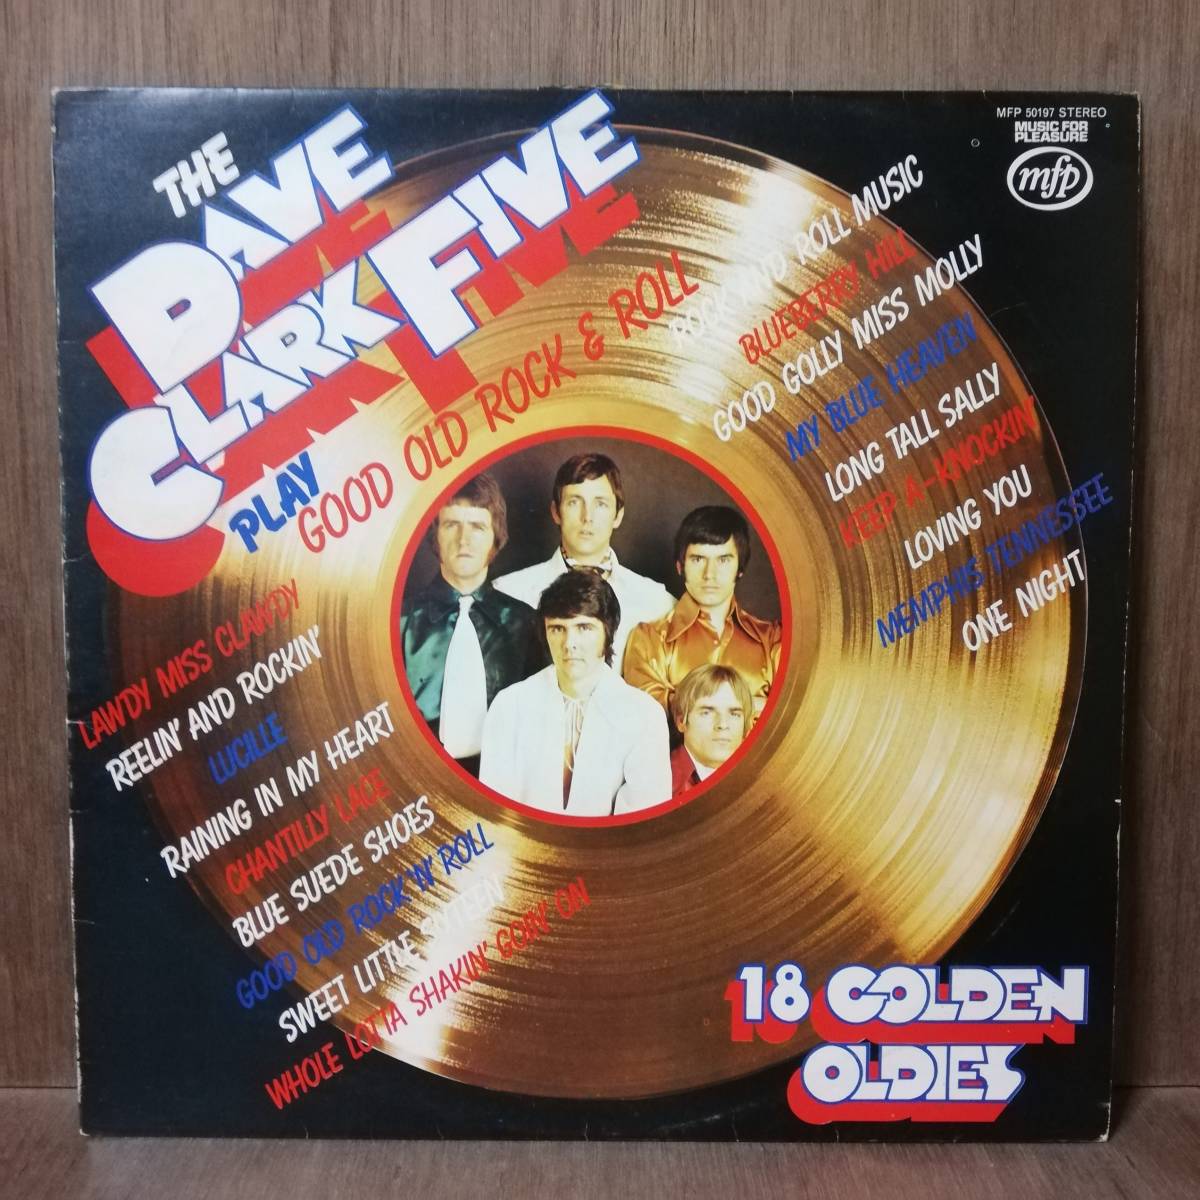 THE
DAVE
CLARK FIVE
PLAY
GOOD OLD ROCK & ROLL
MFP 50197 STEREO
MUSIC FOR
PLEASURE
mfp
ROCK AND ROLL MUSIC
BLUEBERRY HILL
GOOD GOLLY MISS MOLLY
MY BLUE HEAVEN
LONG TALL SALLY
KEEP A-KNOCKIN'
LOVING YOU
MEMPHIS TENNESSEE
ONE NIGHT
LAWDY MISS CLAWDY
REELIN' AND ROCKIN'
LUCILLE
RAINING IN MY HEART
CHANTILLY LACE
BLUE SUEDE SHOES
GOOD OLD ROCK 'N' ROLL
SWEET LITTLE SIXTEEN
WHOLE LOTTA SHAKIN' GOIN' ON
18 GOLDEN
OLDIES